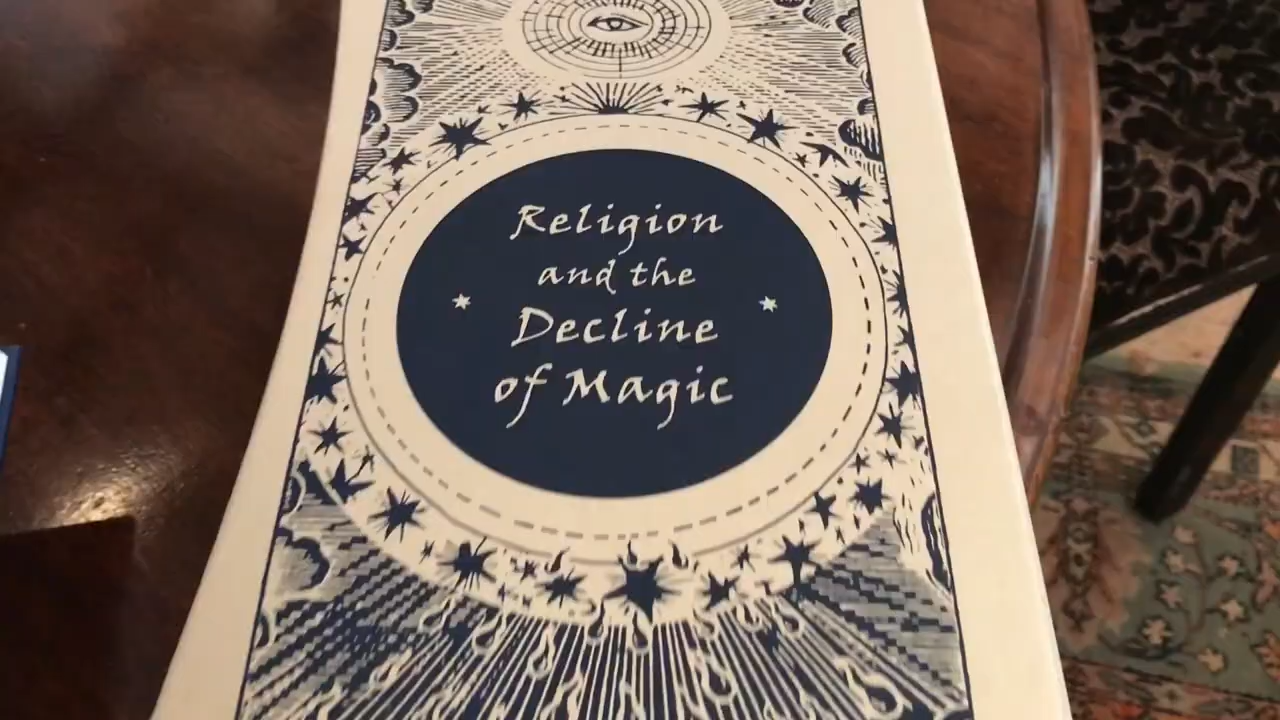 Religion
and the
Decline
of Magic